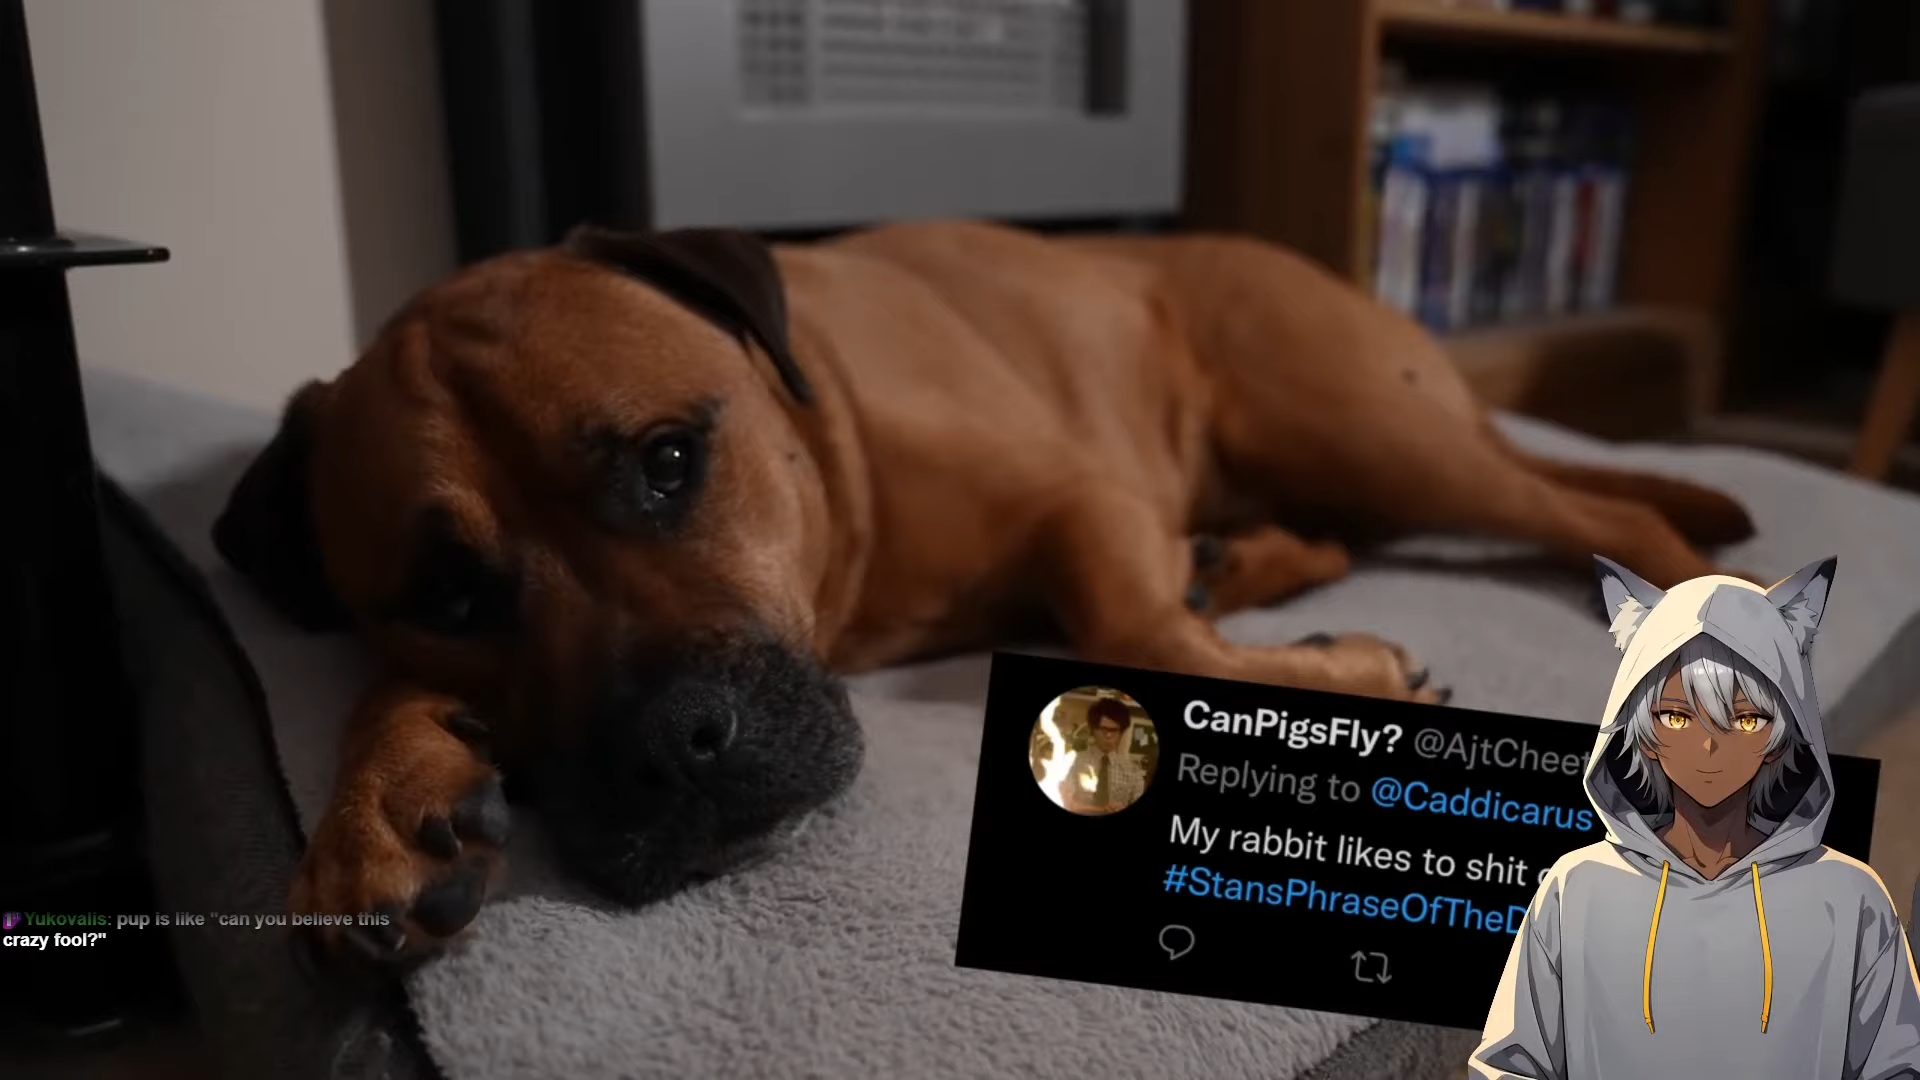 CanPigsFly? @AjtCheet
Replying to @Caddicarus
My rabbit likes to shit
#StansPhraseOfTheD
Yukovalis: pup is like "can you believe this
crazy fool?"